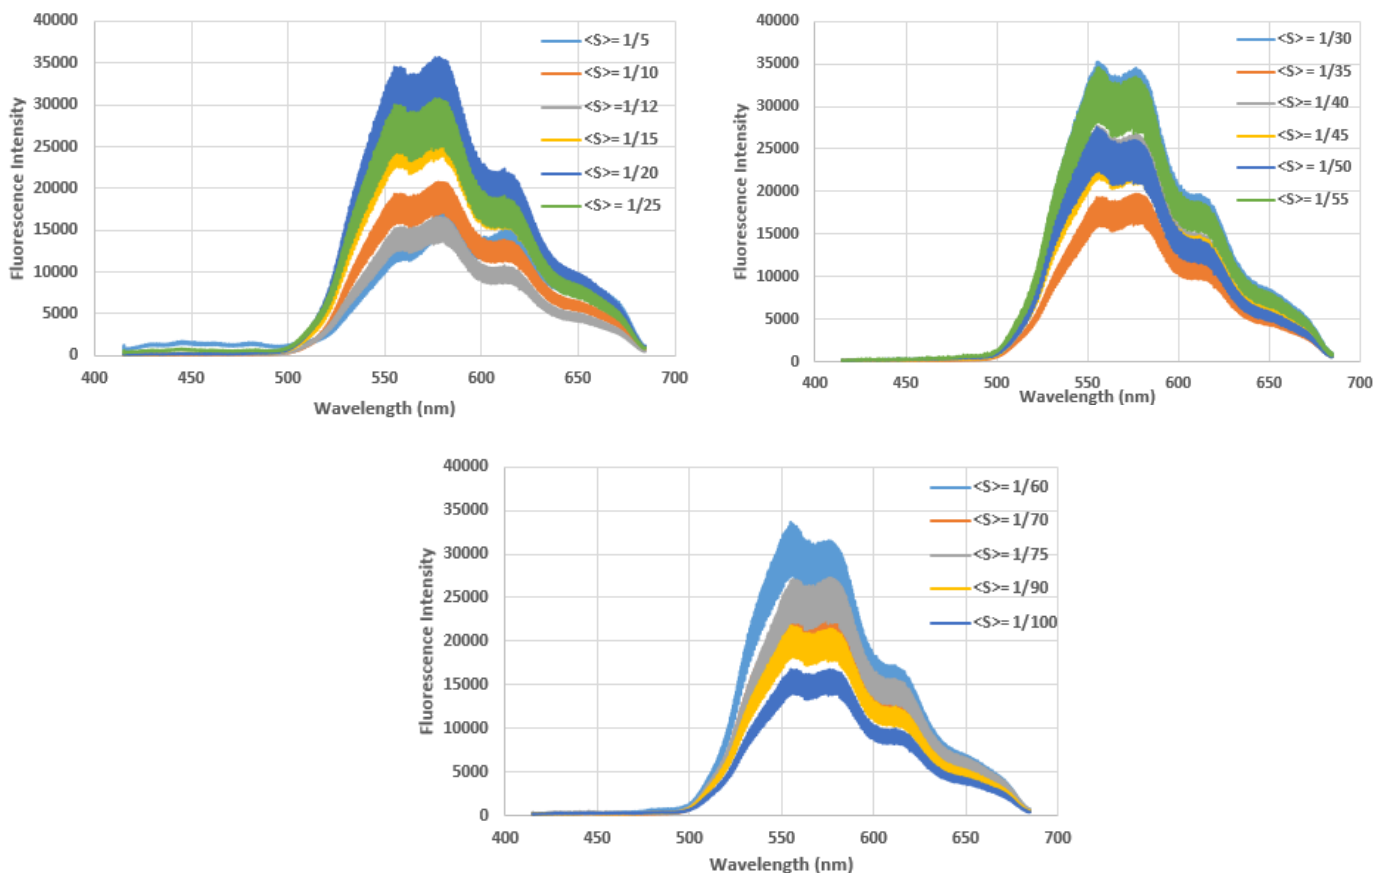 40000
35000
30000
25000
20000
15000
10000
5000
0
Fluorescence Intensity
400 450 500 550 600 650 700
Wavelength (nm)
<S>= 1/5
<S>= 1/10
<S> =1/12
<S>= 1/15
<S>= 1/20
<S>= 1/25
40000
35000
30000
25000
20000
15000
10000
5000
0
Fluorescence Intensity
400 450 500 550 600 650 700
Wavelength (nm)
<S>= 1/30
<S>= 1/35
<S>= 1/40
<S>= 1/45
<S>= 1/50
<S>= 1/55
40000
35000
30000
25000
20000
15000
10000
5000
0
Fluorescence Intensity
400 450 500 550 600 650 700
Wavelength (nm)
<S>= 1/60
<S>= 1/70
<S>= 1/75
<S>= 1/90
<S>= 1/100